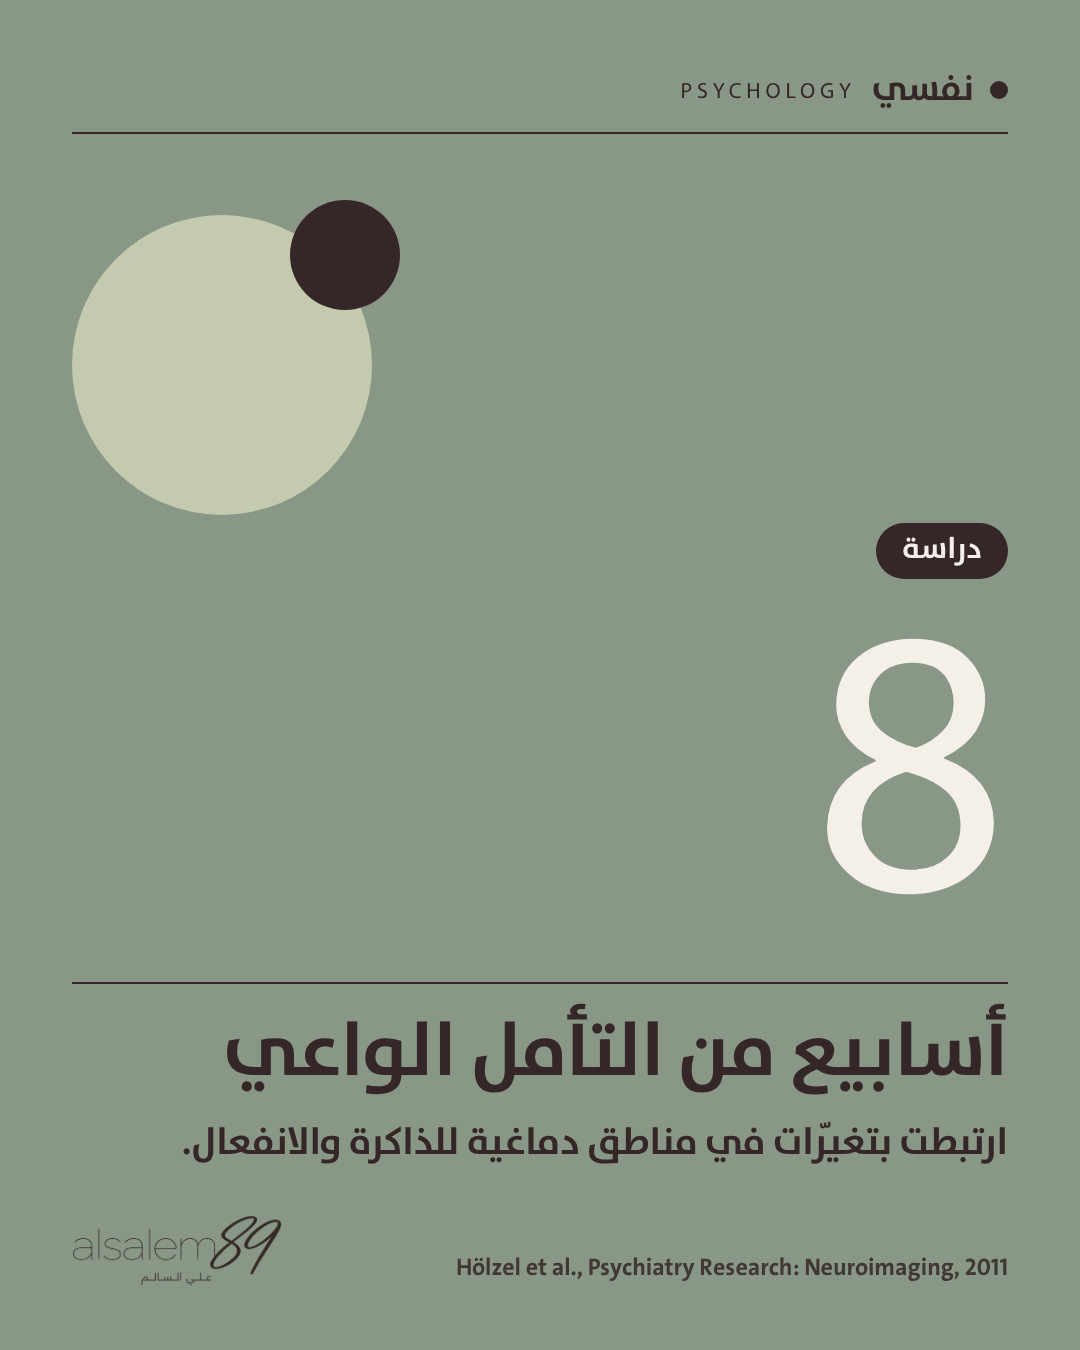 نفسي PSYCHOLOGY
دراسة
8
أسابيع من التأمل الواعي
ارتبطت بتغيّرات في مناطق دماغية للذاكرة والانفعال.
Hölzel et al., Psychiatry Research: Neuroimaging, 2011
alsalem89
علي السالم